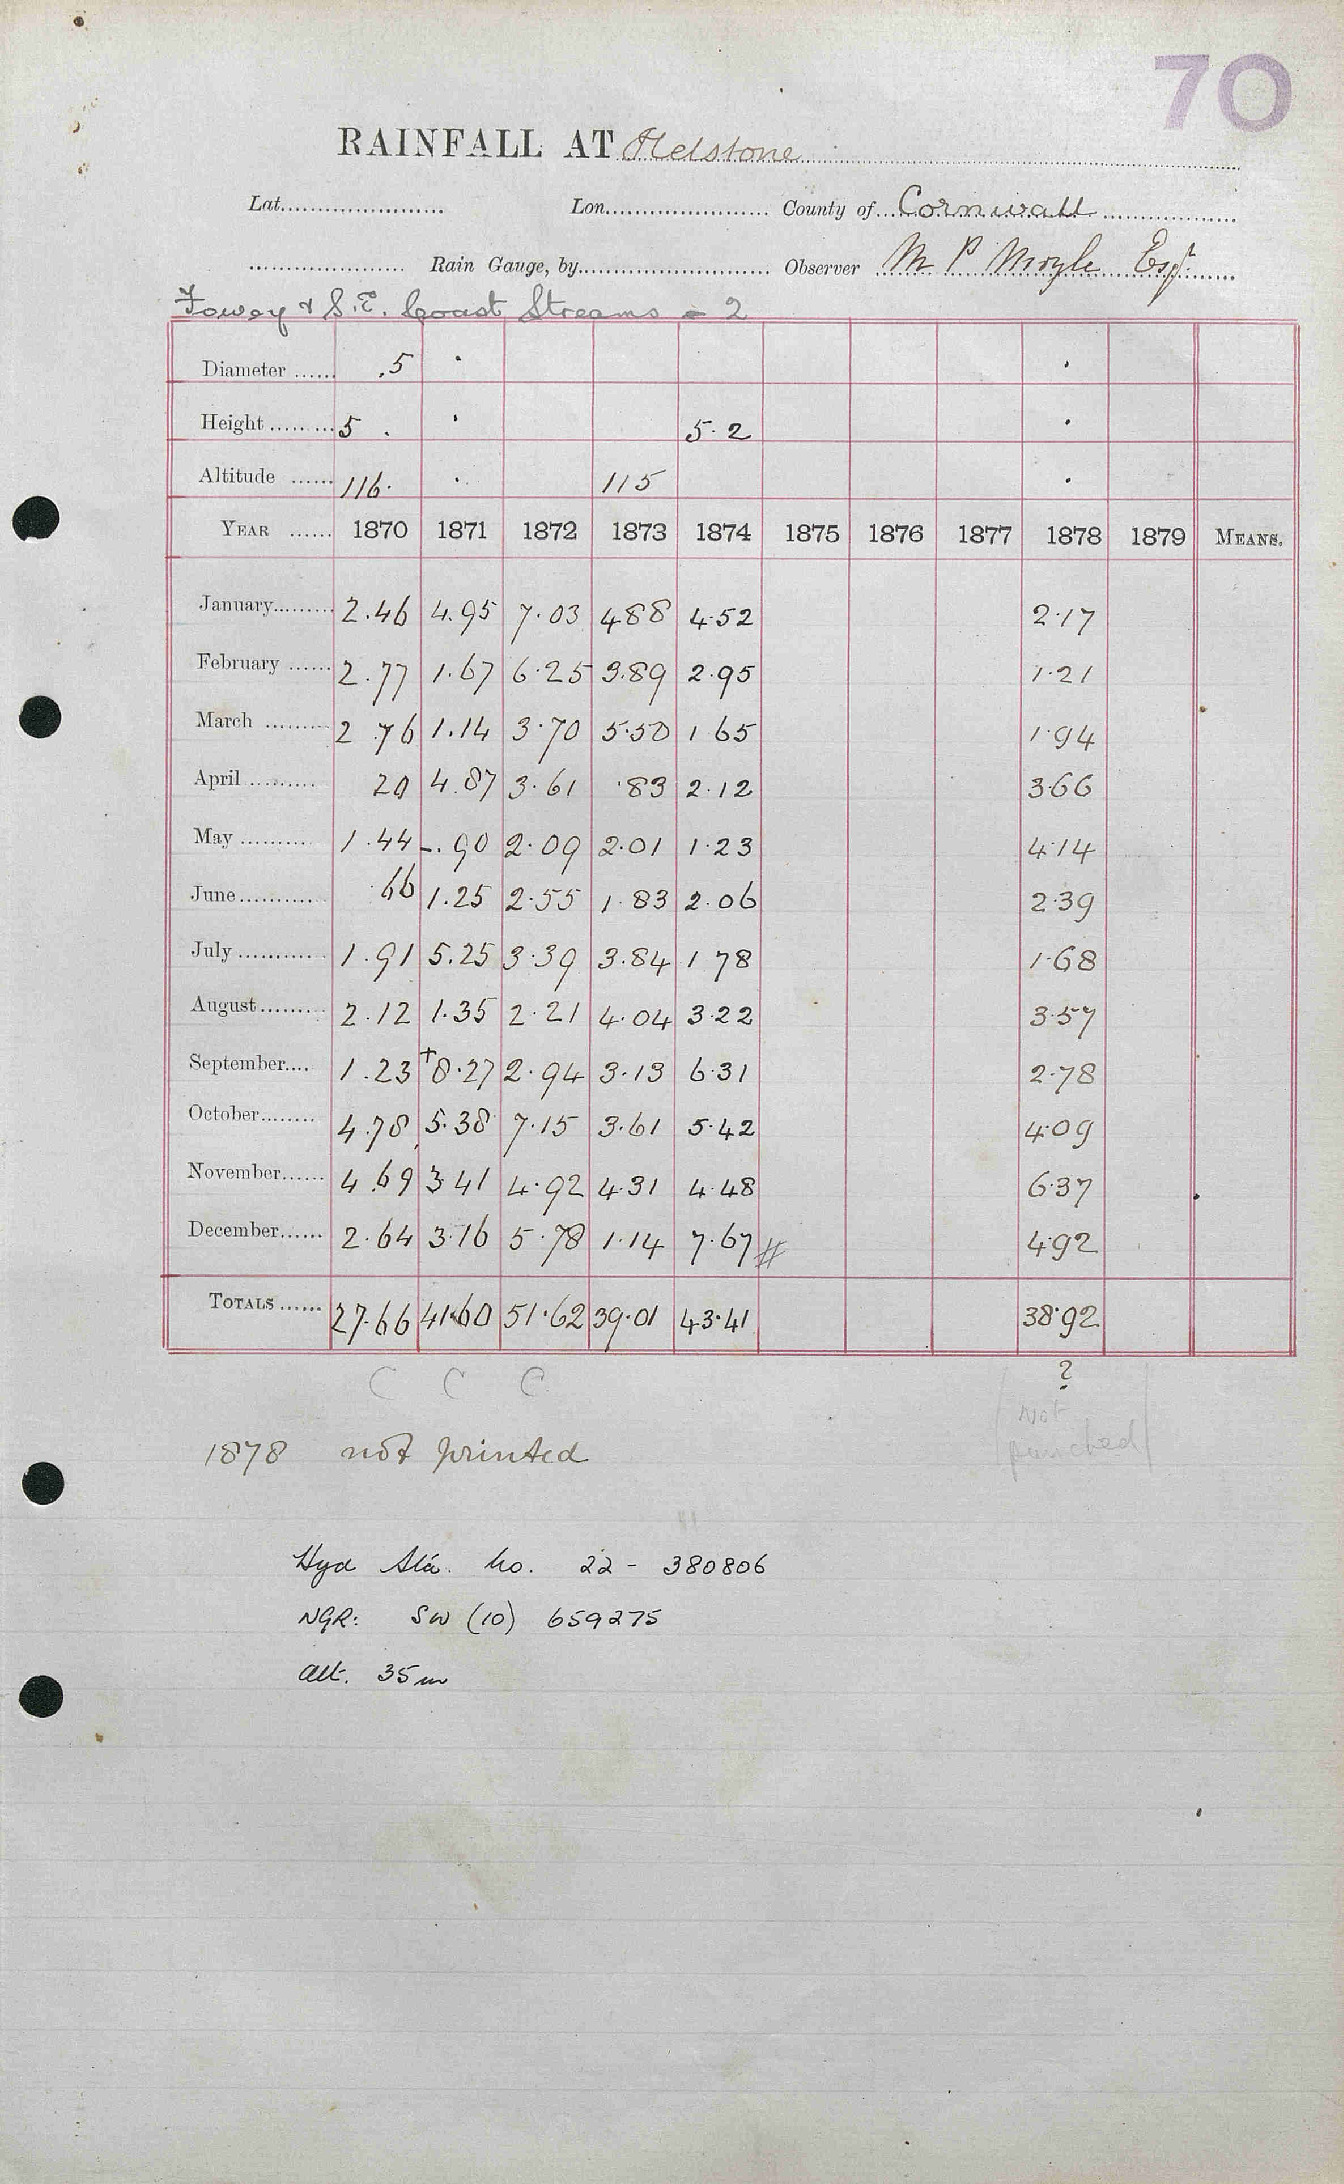 70
RAINFALL AT Helstone
Lat. Lon. County of Cornwall
Rain Gauge, by Observer M P Moyle Esqr
Fowey & S.E. Coast Streams - 2
Diameter .5 . .
Height 5 . . 5.2 .
Altitude 116. . 115 .
YEAR 1870 1871 1872 1873 1874 1875 1876 1877 1878 1879 MEANS.
January 2.46 4.95 7.03 4.88 4.52 2.17
February 2.77 1.67 6.25 3.89 2.95 1.21
March 2.76 1.14 3.70 5.50 1.65 1.94
April 20 4.87 3.61 .83 2.12 3.66
May 1.44 -.90 2.09 2.01 1.23 4.14
June .66 1.25 2.55 1.83 2.06 2.39
July 1.91 5.25 3.39 3.84 1 78 1.68
August 2.12 1.35 2.21 4.04 3.22 3.57
September 1.23 +8.27 2.94 3.13 6.31 2.78
October 4.78 5.38 7.15 3.61 5.42 4.09
November 4.69 3.41 4.92 4.31 4.48 6.37
December 2.64 3.16 5.78 1.14 7.67 # 4.92
TOTALS 27.66 41.60 51.62 39.01 43.41 38.92
C C C ?
(Not
punched)
1878 not printed
Hyd Sta. No. 22 - 380806
NGR: SW (10) 659275
Alt. 35m